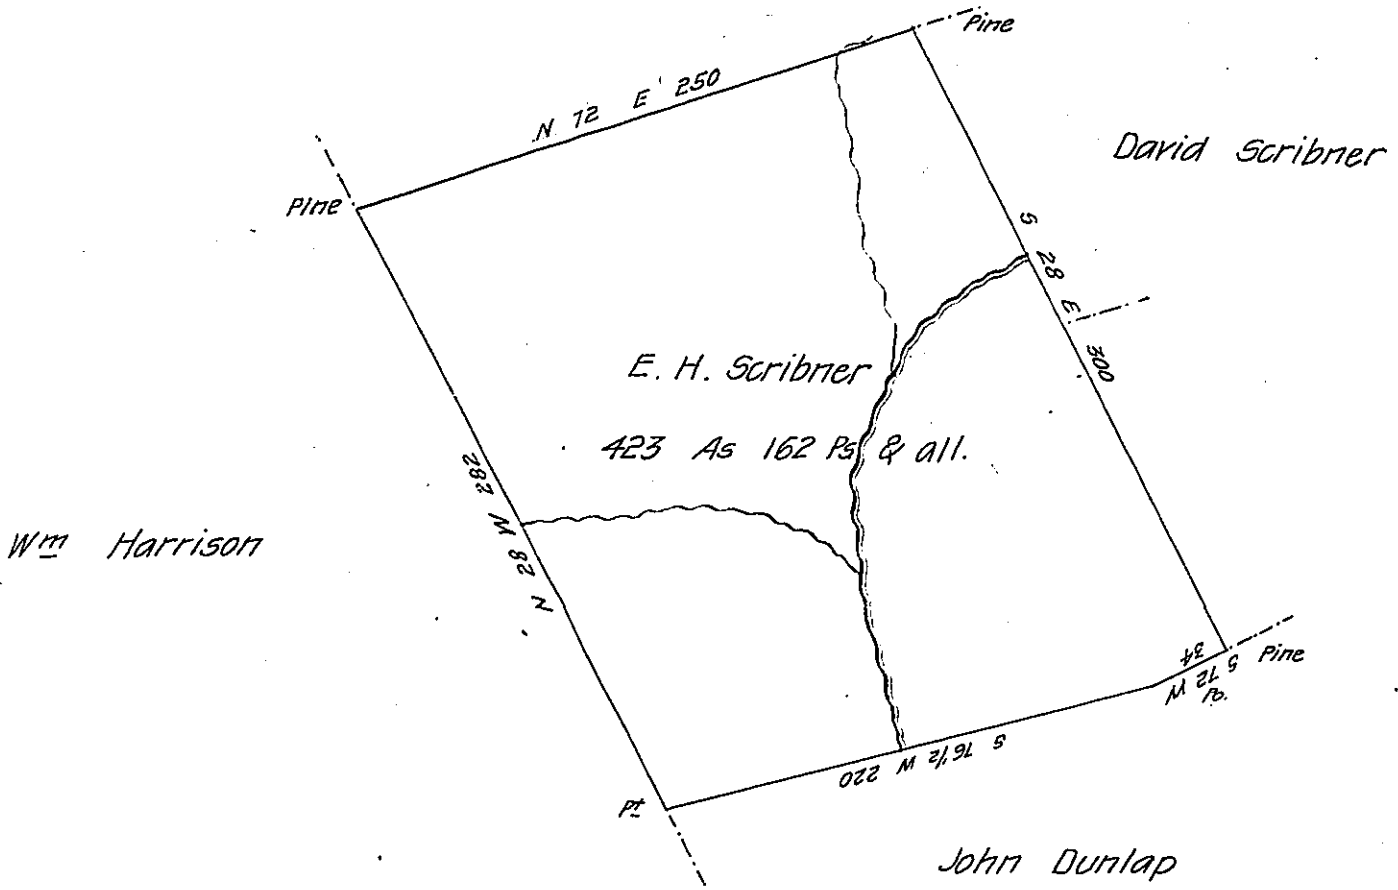 Pine
N 72 E 250
David Scribner
Pine
S 28 E 300
E. H. Scribner
423 As 162 Ps & all.
N 28 W 282
Wm Harrison
Pine
S 72 W 34
Po.
S 76½ W 220
Pt
John Dunlap